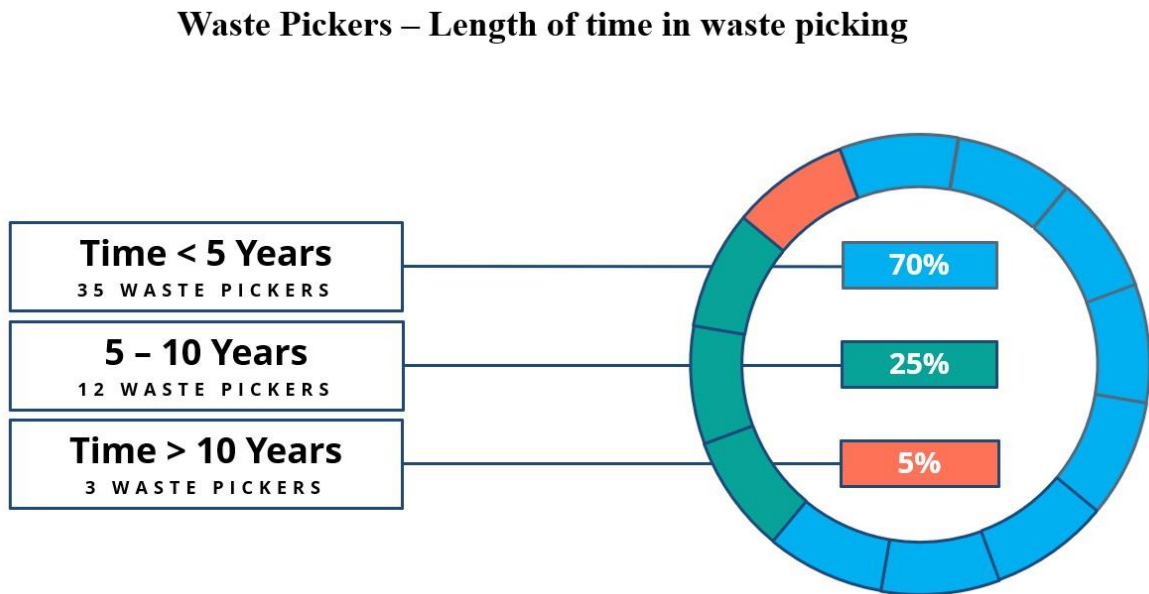 Waste Pickers – Length of time in waste picking
Time < 5 Years
35 WASTE PICKERS
70%
5 – 10 Years
12 WASTE PICKERS
25%
Time > 10 Years
3 WASTE PICKERS
5%